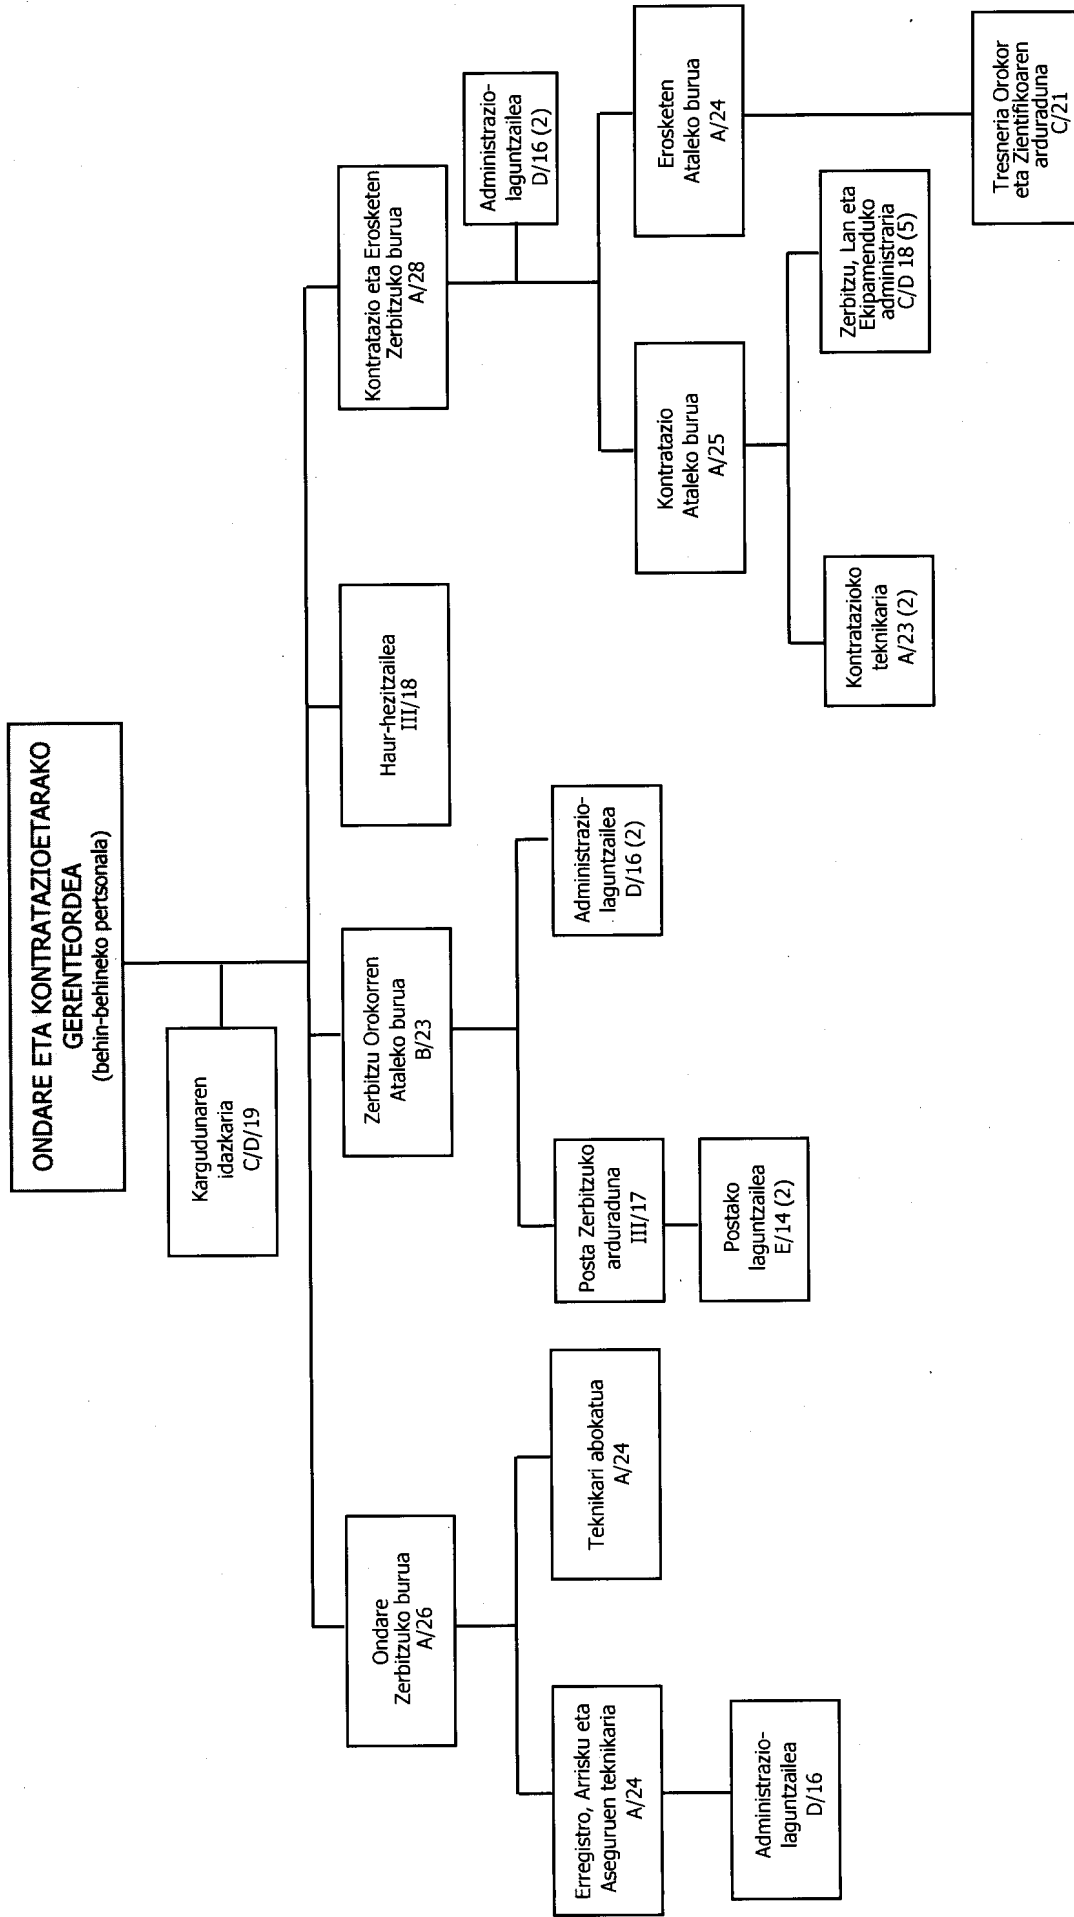 ONDARE ETA KONTRATAZIOETARAKO
GERENTEORDEA
(behin-behineko pertsonala)
Kargudunaren
idazkaria
C/D/19
Ondare
Zerbitzuko burua
A/26
Erregistro, Arrisku eta
Aseguruen teknikaria
A/24
Administrazio-
laguntzailea
D/16
Teknikari abokatua
A/24
Zerbitzu Orokorren
Ataleko burua
B/23
Posta Zerbitzuko
arduraduna
III/17
Postako
laguntzailea
E/14 (2)
Administrazio-
laguntzailea
D/16 (2)
Haur-hezitzailea
III/18
Kontratazio eta Erosketen
Zerbitzuko burua
A/28
Administrazio-
laguntzailea
D/16 (2)
Kontratazio
Ataleko burua
A/25
Kontratazioko
teknikaria
A/23 (2)
Zerbitzu, Lan eta
Ekipamenduko
administraria
C/D 18 (5)
Erosketen
Ataleko burua
A/24
Tresneria Orokor
eta Zientifikoaren
arduraduna
C/21